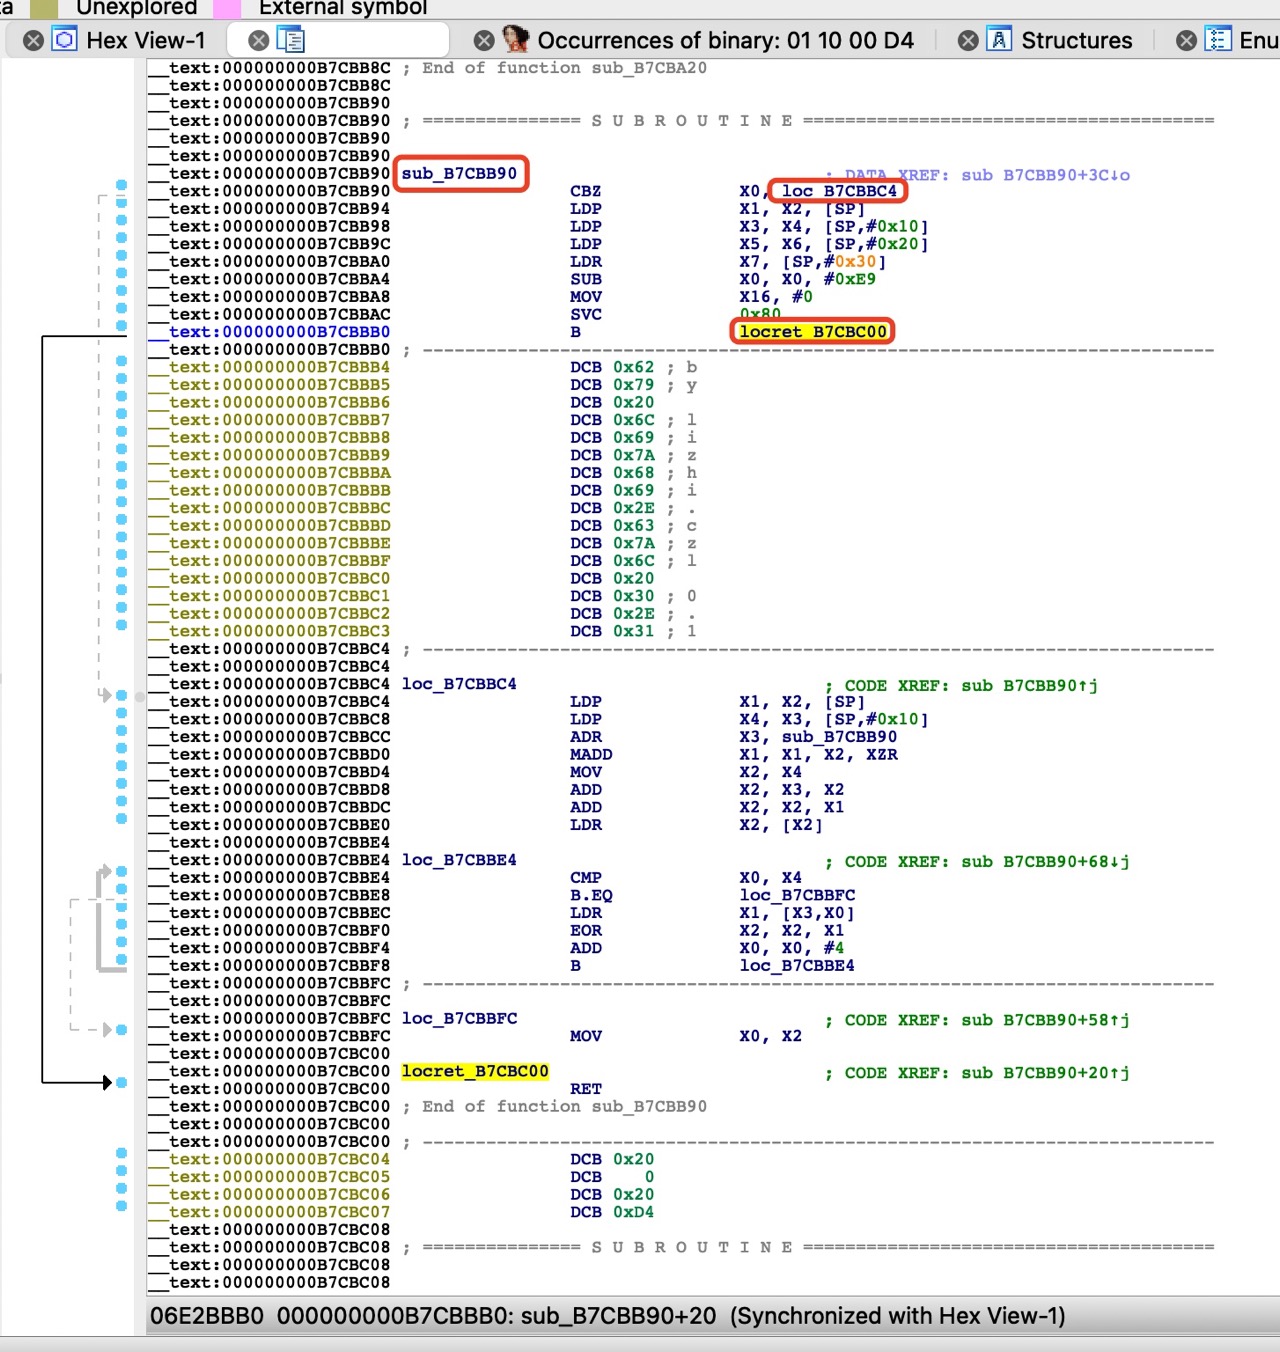 ta Unexplored External symbol
Hex View-1 Occurrences of binary: 01 10 00 D4 Structures Enu
__text:000000000B7CBB8C ; End of function sub_B7CBA20
__text:000000000B7CBB8C
__text:000000000B7CBB90
__text:000000000B7CBB90 ; =============== S U B R O U T I N E =======================================
__text:000000000B7CBB90
__text:000000000B7CBB90
__text:000000000B7CBB90 sub_B7CBB90 ; DATA XREF: sub_B7CBB90+3C↓o
__text:000000000B7CBB90 CBZ X0, loc_B7CBBC4
__text:000000000B7CBB94 LDP X1, X2, [SP]
__text:000000000B7CBB98 LDP X3, X4, [SP,#0x10]
__text:000000000B7CBB9C LDP X5, X6, [SP,#0x20]
__text:000000000B7CBBA0 LDR X7, [SP,#0x30]
__text:000000000B7CBBA4 SUB X0, X0, #0xE9
__text:000000000B7CBBA8 MOV X16, #0
__text:000000000B7CBBAC SVC 0x80
__text:000000000B7CBBB0 B locret_B7CBC00
__text:000000000B7CBBB0 ; ---------------------------------------------------------------------------
__text:000000000B7CBBB4 DCB 0x62 ; b
__text:000000000B7CBBB5 DCB 0x79 ; y
__text:000000000B7CBBB6 DCB 0x20
__text:000000000B7CBBB7 DCB 0x6C ; l
__text:000000000B7CBBB8 DCB 0x69 ; i
__text:000000000B7CBBB9 DCB 0x7A ; z
__text:000000000B7CBBBA DCB 0x68 ; h
__text:000000000B7CBBBB DCB 0x69 ; i
__text:000000000B7CBBBC DCB 0x2E ; .
__text:000000000B7CBBBD DCB 0x63 ; c
__text:000000000B7CBBBE DCB 0x7A ; z
__text:000000000B7CBBBF DCB 0x6C ; l
__text:000000000B7CBBC0 DCB 0x20
__text:000000000B7CBBC1 DCB 0x30 ; 0
__text:000000000B7CBBC2 DCB 0x2E ; .
__text:000000000B7CBBC3 DCB 0x31 ; 1
__text:000000000B7CBBC4 ; ---------------------------------------------------------------------------
__text:000000000B7CBBC4
__text:000000000B7CBBC4 loc_B7CBBC4 ; CODE XREF: sub_B7CBB90↑j
__text:000000000B7CBBC4 LDP X1, X2, [SP]
__text:000000000B7CBBC8 LDP X4, X3, [SP,#0x10]
__text:000000000B7CBBCC ADR X3, sub_B7CBB90
__text:000000000B7CBBD0 MADD X1, X1, X2, XZR
__text:000000000B7CBBD4 MOV X2, X4
__text:000000000B7CBBD8 ADD X2, X3, X2
__text:000000000B7CBBDC ADD X2, X2, X1
__text:000000000B7CBBE0 LDR X2, [X2]
__text:000000000B7CBBE4
__text:000000000B7CBBE4 loc_B7CBBE4 ; CODE XREF: sub_B7CBB90+68↓j
__text:000000000B7CBBE4 CMP X0, X4
__text:000000000B7CBBE8 B.EQ loc_B7CBBFC
__text:000000000B7CBBEC LDR X1, [X3,X0]
__text:000000000B7CBBF0 EOR X2, X2, X1
__text:000000000B7CBBF4 ADD X0, X0, #4
__text:000000000B7CBBF8 B loc_B7CBBE4
__text:000000000B7CBBFC ; ---------------------------------------------------------------------------
__text:000000000B7CBBFC
__text:000000000B7CBBFC loc_B7CBBFC ; CODE XREF: sub_B7CBB90+58↑j
__text:000000000B7CBBFC MOV X0, X2
__text:000000000B7CBC00
__text:000000000B7CBC00 locret_B7CBC00 ; CODE XREF: sub_B7CBB90+20↑j
__text:000000000B7CBC00 RET
__text:000000000B7CBC00 ; End of function sub_B7CBB90
__text:000000000B7CBC00
__text:000000000B7CBC00
__text:000000000B7CBC00 ; ---------------------------------------------------------------------------
__text:000000000B7CBC04 DCB 0x20
__text:000000000B7CBC05 DCB 0
__text:000000000B7CBC06 DCB 0x20
__text:000000000B7CBC07 DCB 0xD4
__text:000000000B7CBC08
__text:000000000B7CBC08 ; =============== S U B R O U T I N E =======================================
__text:000000000B7CBC08
__text:000000000B7CBC08
06E2BBB0 000000000B7CBBB0: sub_B7CBB90+20 (Synchronized with Hex View-1)